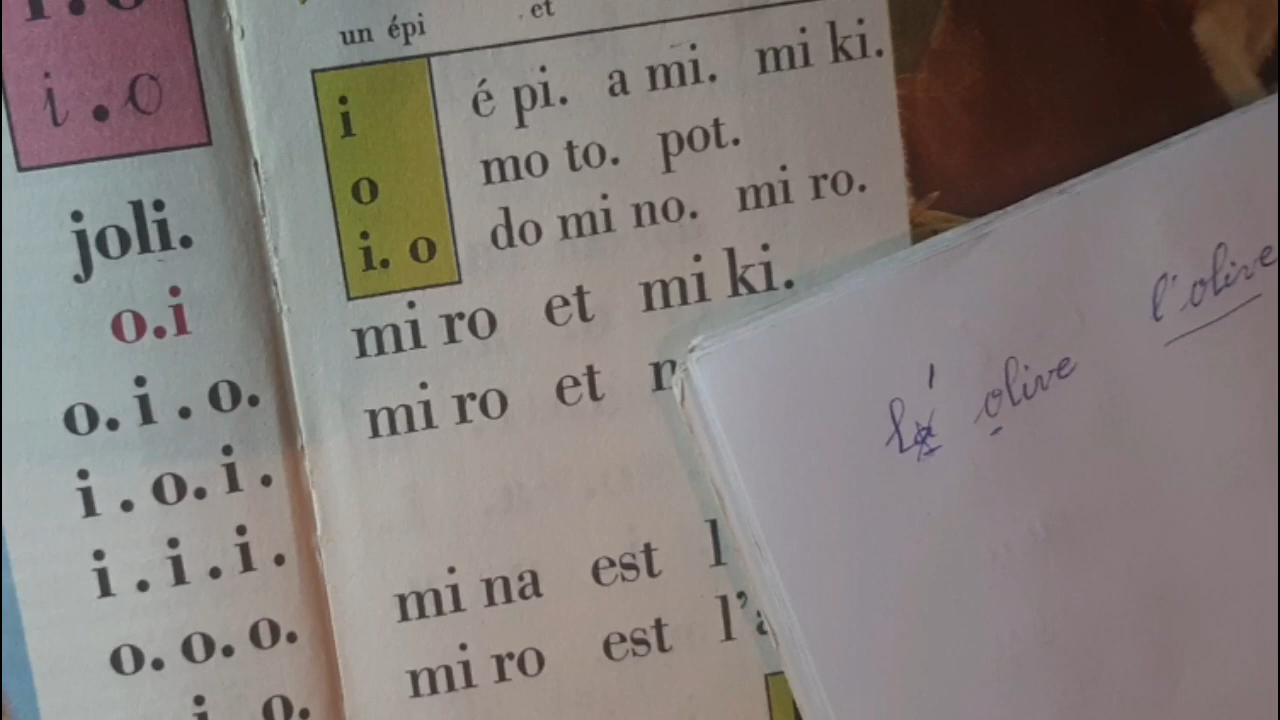 i.o
joli.
o.i
o. i . o.
i . o. i .
i . i . i .
o. o. o.
i o.
un épi et
i
o
i. o
é pi. a mi. mi ki.
mo to. pot.
do mi no. mi ro.
mi ro et mi ki.
mi ro et
mi na est l
mi ro est l'a
l'olive
olive